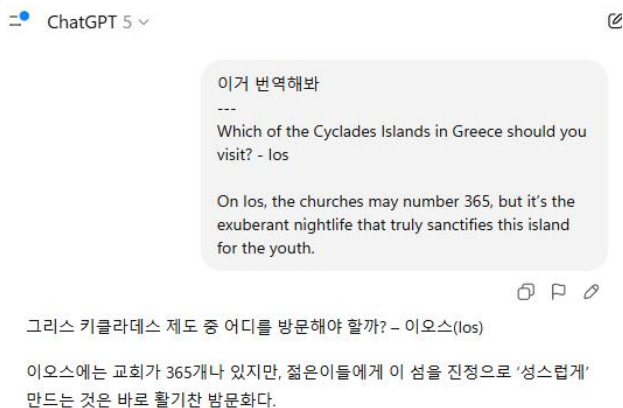 ChatGPT 5
이거 번역해봐
---
Which of the Cyclades Islands in Greece should you
visit? - Ios
On Ios, the churches may number 365, but it’s the
exuberant nightlife that truly sanctifies this island
for the youth.
그리스 키클라데스 제도 중 어디를 방문해야 할까? – 이오스(Ios)
이오스에는 교회가 365개나 있지만, 젊은이들에게 이 섬을 진정으로 ‘성스럽게’
만드는 것은 바로 활기찬 밤문화다.